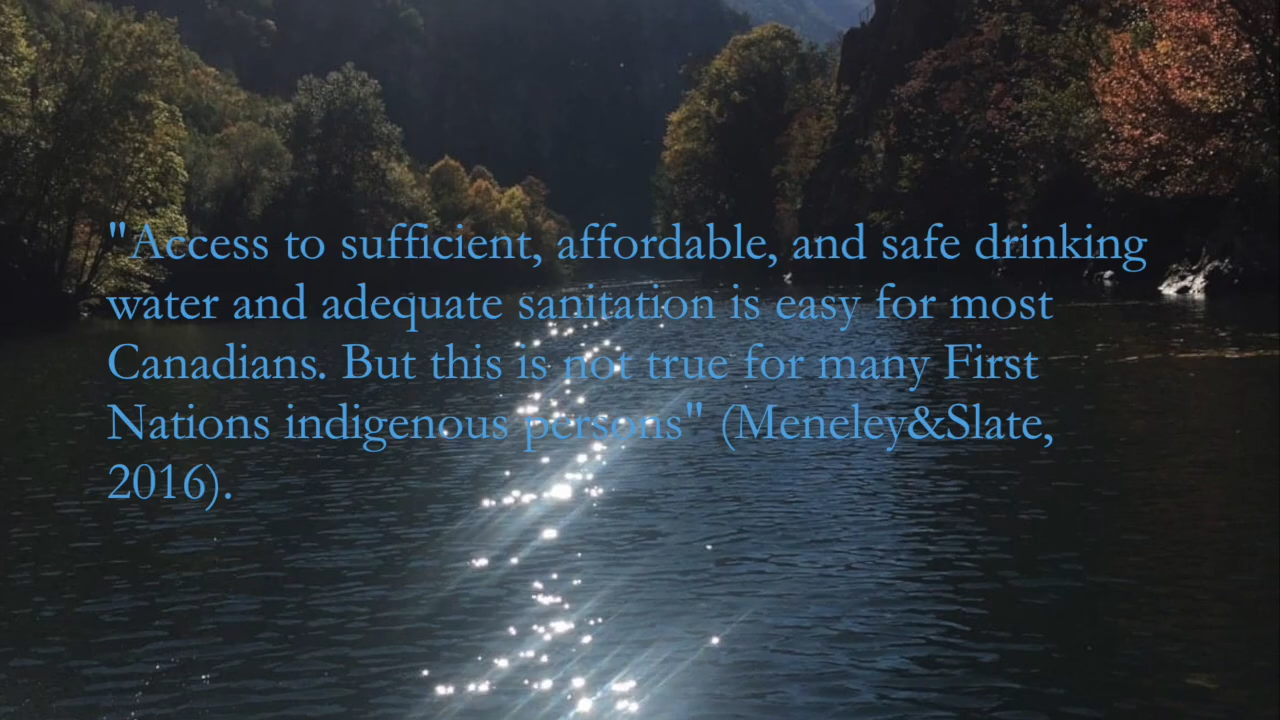 "Access to sufficient, affordable, and safe drinking
water and adequate sanitation is easy for most
Canadians. But this is not true for many First
Nations indigenous persons" (Meneley&Slate,
2016).